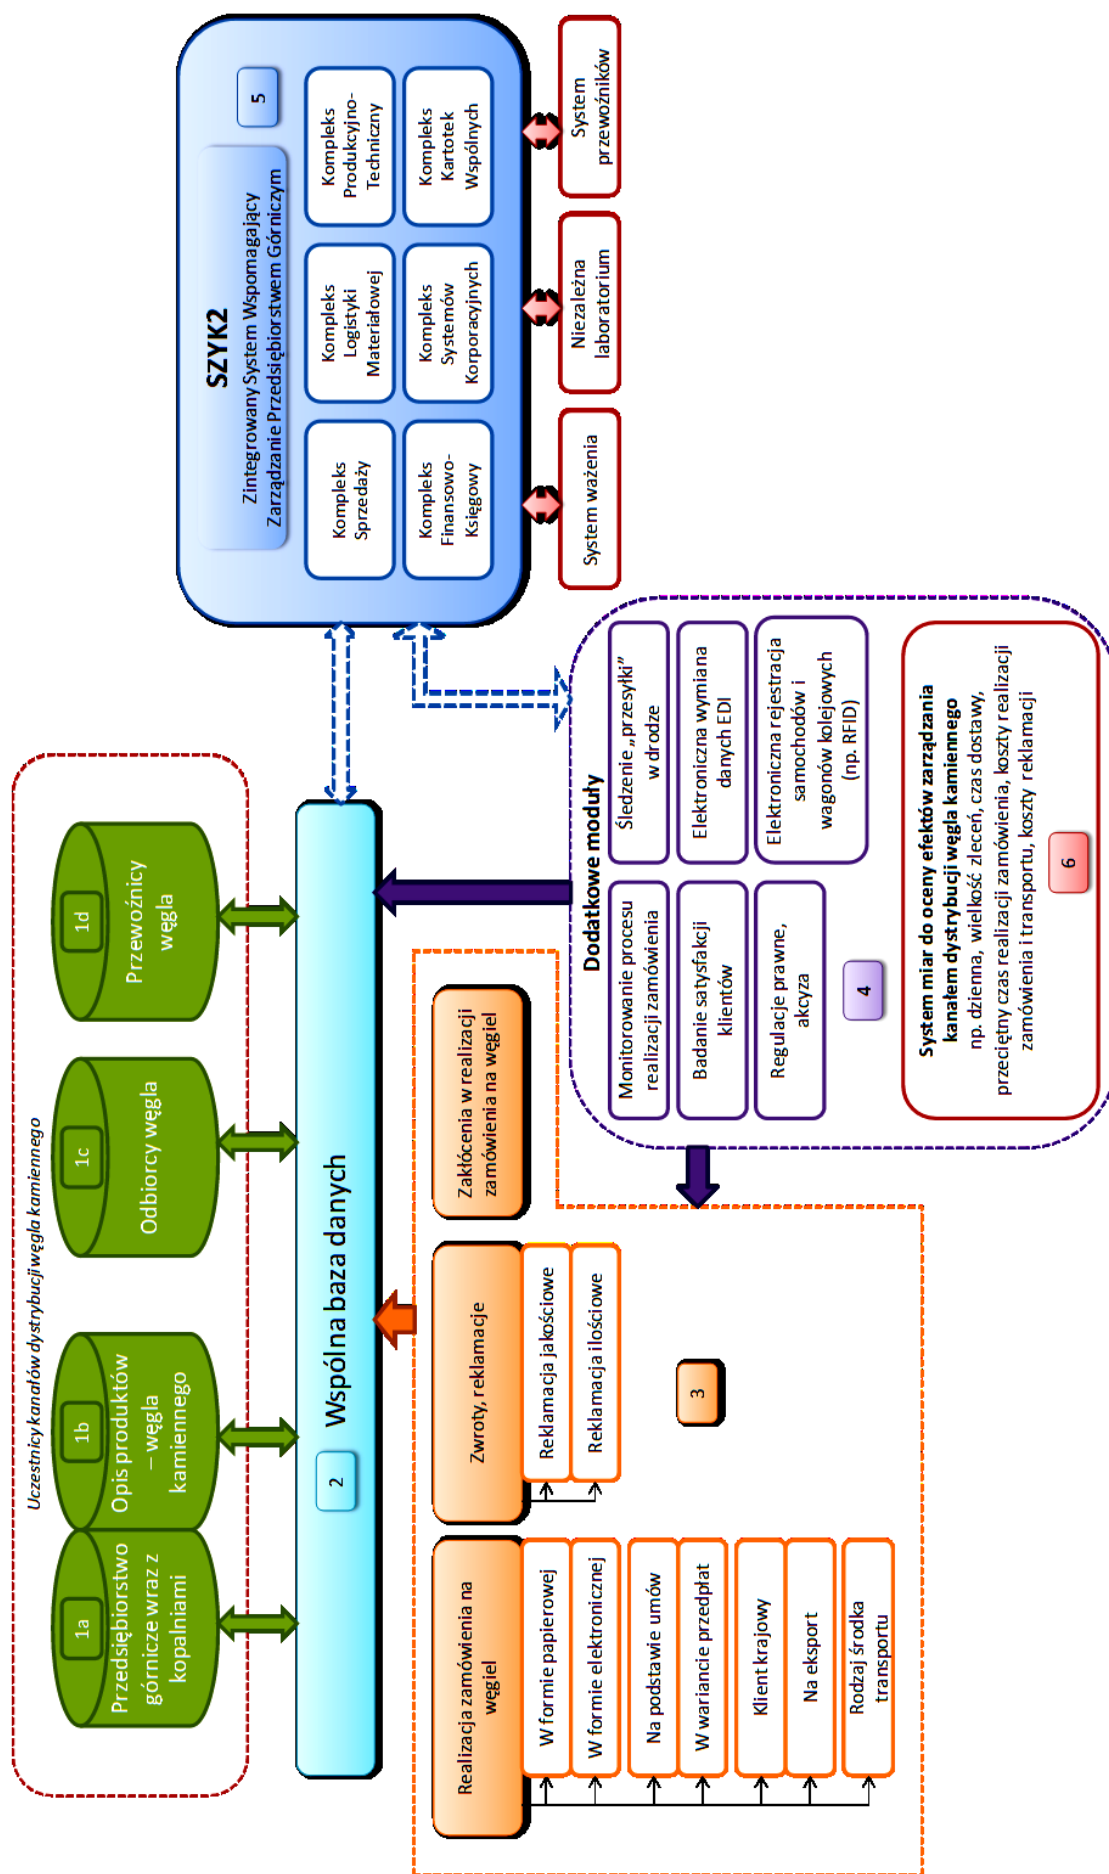 Uczestnicy kanałów dystrybucji węgla kamiennego
1a
Przedsiębiorstwo
górnicze wraz z
kopalniami
1b
Opis produktów
– węgla
kamiennego
1c
Odbiorcy węgla
1d
Przewoźnicy
węgla
2
Wspólna baza danych
SZYK2
Zintegrowany System Wspomagający
Zarządzanie Przedsiębiorstwem Górniczym
5
Kompleks
Sprzedaży
Kompleks
Logistyki
Materiałowej
Kompleks
Produkcyjno-
Techniczny
Kompleks
Finansowo-
Księgowy
Kompleks
Systemów
Korporacyjnych
Kompleks
Kartotek
Wspólnych
System ważenia
Niezależna
laboratorium
System
przewoźników
Realizacja zamówienia na
węgiel
W formie papierowej
W formie elektronicznej
Na podstawie umów
W wariancie przedpłat
Klient krajowy
Na eksport
Rodzaj środka
transportu
Zwroty, reklamacje
Reklamacja jakościowe
Reklamacja ilościowe
3
Zakłócenia w realizacji
zamówienia na węgiel
Dodatkowe moduły
Monitorowanie procesu
realizacji zamówienia
Śledzenie „przesyłki”
w drodze
Badanie satysfakcji
klientów
Elektroniczna wymiana
danych EDI
Regulacje prawne,
akcyza
Elektroniczna rejestracja
samochodów i
wagonów kolejowych
(np. RFID)
4
System miar do oceny efektów zarządzania
kanałem dystrybucji węgla kamiennego
np. dzienna, wielkość zleceń, czas dostawy,
przeciętny czas realizacji zamówienia, koszty realizacji
zamówienia i transportu, koszty reklamacji
6